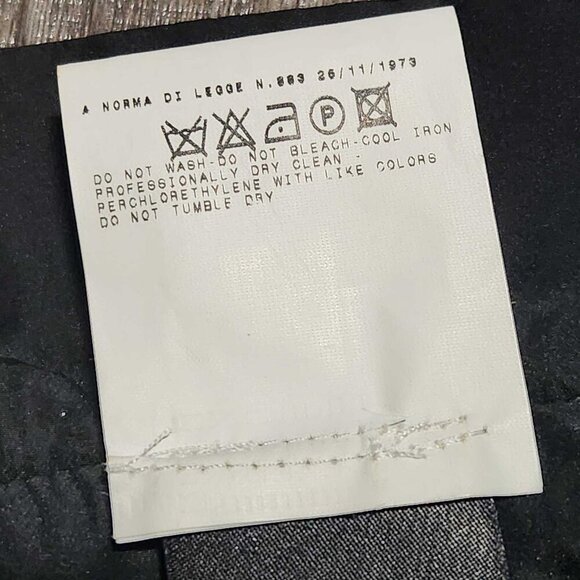 A NORMA DI LEGGE N.883 26/11/1973
P
DO NOT WASH-DO NOT BLEACH-COOL IRON
PROFESSIONALLY DRY CLEAN -
PERCHLORETHYLENE WITH LIKE COLORS
DO NOT TUMBLE DRY